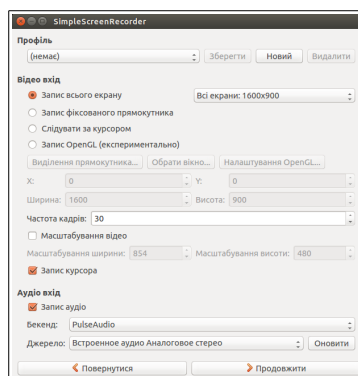 SimpleScreenRecorder
Профіль
(немає) Зберегти Новий Видалити
Відео вхід
Запис всього екрану Всі екрани: 1600x900
Запис фіксованого прямокутника
Слідувати за курсором
Запис OpenGL (експериментально)
Виділення прямокутника... Обрати вікно... Налаштування OpenGL...
X: 0 Y: 0
Ширина: 1600 Висота: 900
Частота кадрів: 30
Масштабування відео
Масштабування ширини: 854 Масштабування висоти: 480
Запис курсора
Аудіо вхід
Запис аудіо
Бекенд: PulseAudio
Джерело: Встроенное аудио Аналоговое стерео Оновити
Повернутися Продовжити